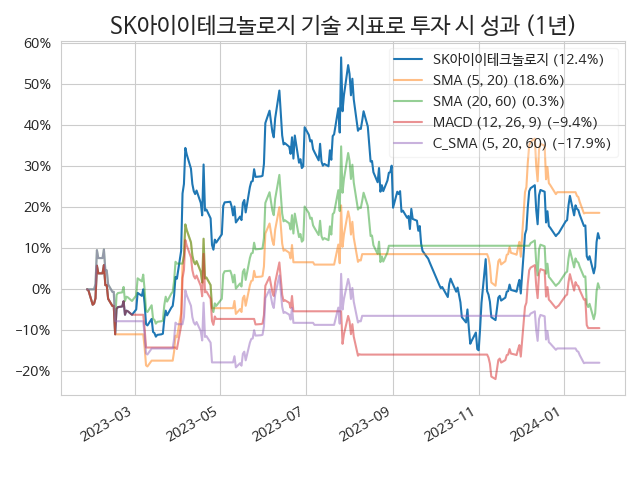 SK아이이테크놀로지 기술 지표로 투자 시 성과 (1년)
60%
50%
40%
30%
20%
10%
0%
−10%
−20%
SK아이이테크놀로지 (12.4%)
SMA (5, 20) (18.6%)
SMA (20, 60) (0.3%)
MACD (12, 26, 9) (−9.4%)
C_SMA (5, 20, 60) (−17.9%)
2023−03
2023−05
2023−07
2023−09
2023−11
2024−01